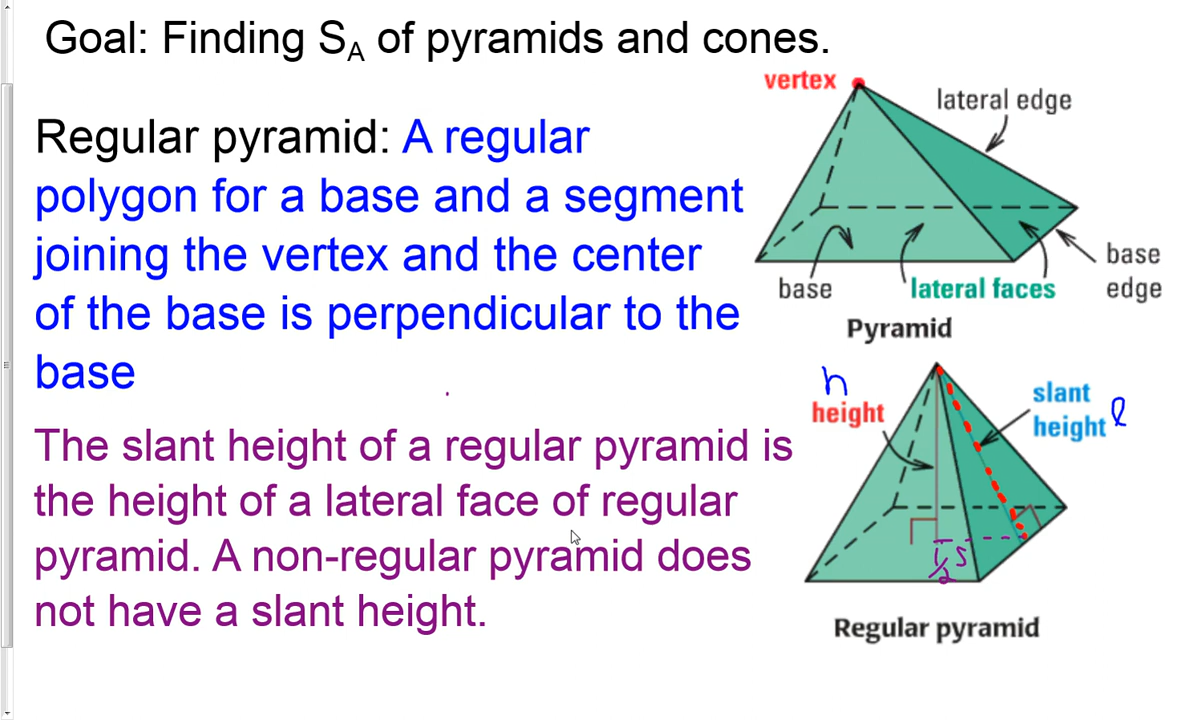 Goal: Finding S_A of pyramids and cones.
Regular pyramid: A regular
polygon for a base and a segment
joining the vertex and the center
of the base is perpendicular to the
base
The slant height of a regular pyramid is
the height of a lateral face of regular
pyramid. A non-regular pyramid does
not have a slant height.
vertex
lateral edge
base
lateral faces
base
edge
Pyramid
h
height
slant
height ℓ
½ s
Regular pyramid